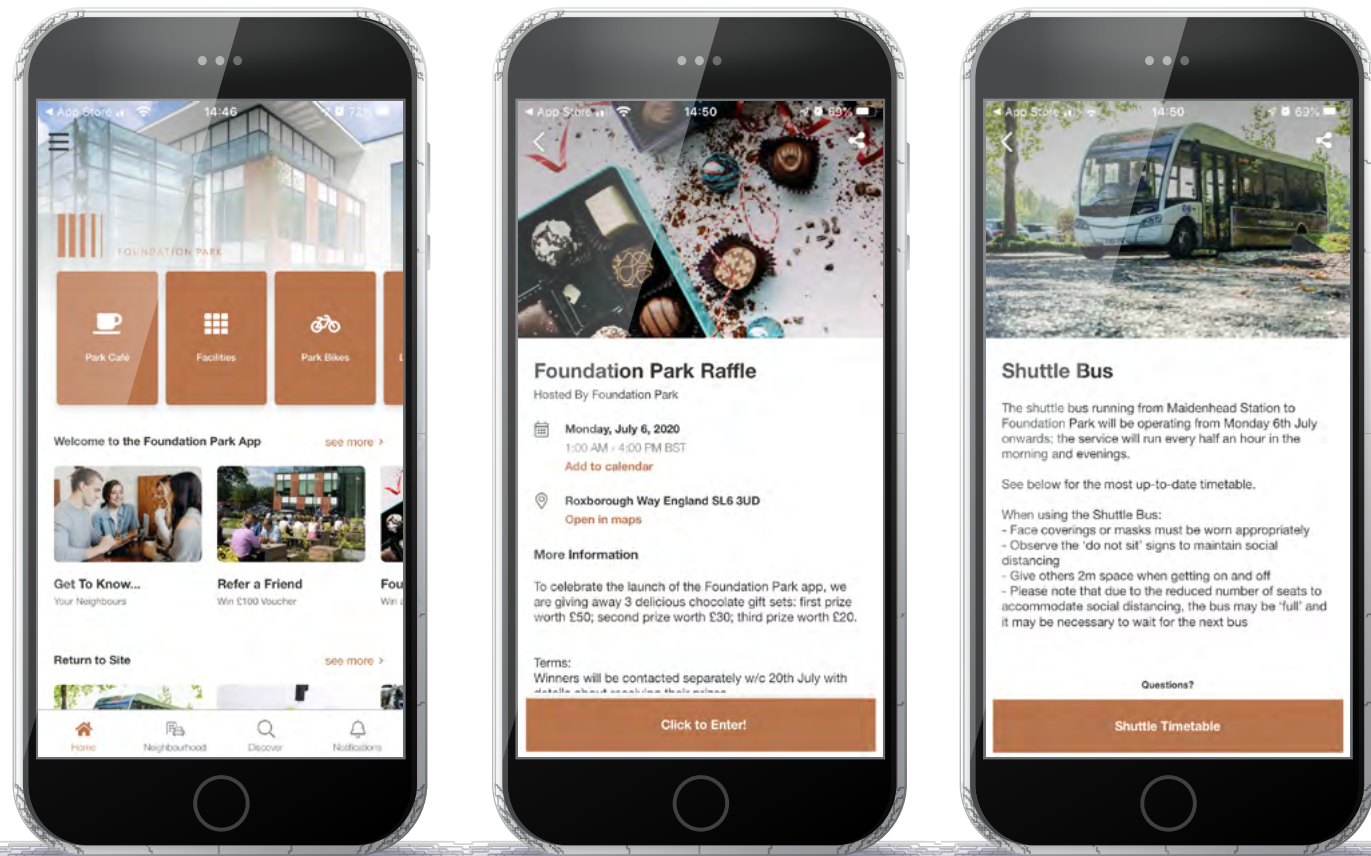 App Store
14:46
72%
FOUNDATION PARK
Park Café
Facilities
Park Bikes
L
Welcome to the Foundation Park App
see more >
Get To Know...
Your Neighbours
Refer a Friend
Win £100 Voucher
Fou
Win
Return to Site
see more >
Home
Neighbourhood
Discover
Notifications
App Store
14:50
69%
Foundation Park Raffle
Hosted By Foundation Park
Monday, July 6, 2020
1:00 AM - 4:00 PM BST
Add to calendar
Roxborough Way England SL6 3UD
Open in maps
More Information
To celebrate the launch of the Foundation Park app, we
are giving away 3 delicious chocolate gift sets: first prize
worth £50; second prize worth £30; third prize worth £20.
Terms:
Winners will be contacted separately w/c 20th July with
details about receiving their prizes
Click to Enter!
App Store
14:50
69%
Shuttle Bus
The shuttle bus running from Maidenhead Station to
Foundation Park will be operating from Monday 6th July
onwards; the service will run every half an hour in the
morning and evenings.
See below for the most up-to-date timetable.
When using the Shuttle Bus:
- Face coverings or masks must be worn appropriately
- Observe the 'do not sit' signs to maintain social
distancing
- Give others 2m space when getting on and off
- Please note that due to the reduced number of seats to
accommodate social distancing, the bus may be 'full' and
it may be necessary to wait for the next bus
Questions?
Shuttle Timetable